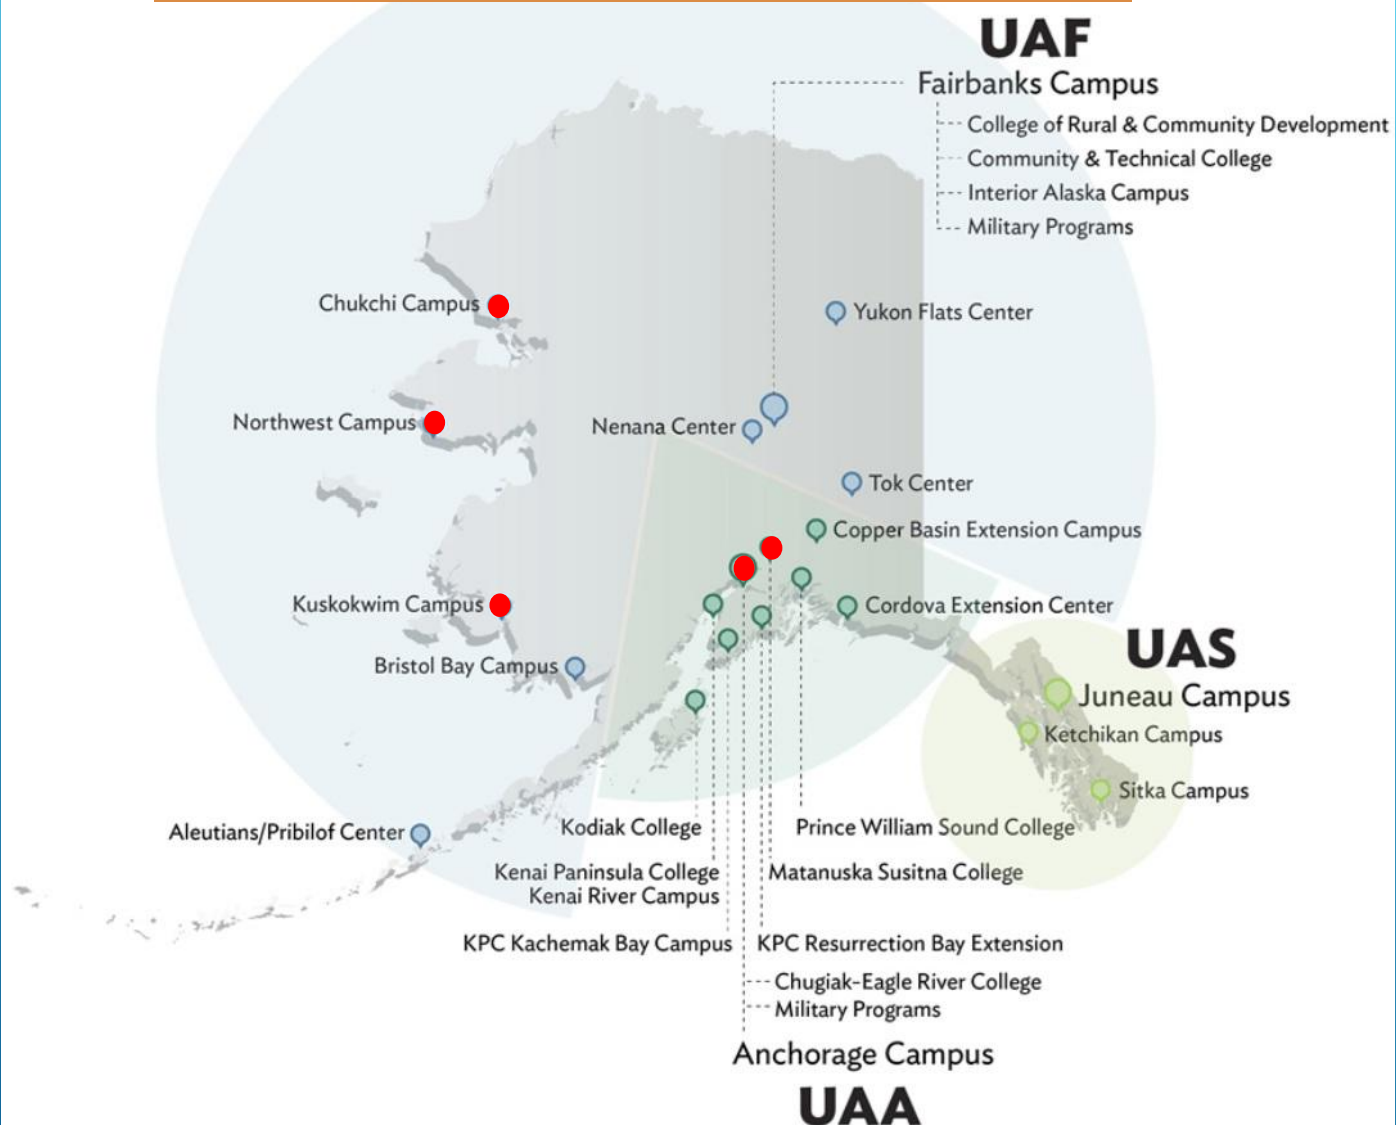 UAF
Fairbanks Campus
College of Rural & Community Development
Community & Technical College
Interior Alaska Campus
Military Programs
Chukchi Campus
Yukon Flats Center
Northwest Campus
Nenana Center
Tok Center
Copper Basin Extension Campus
Kuskokwim Campus
Cordova Extension Center
Bristol Bay Campus
UAS
Juneau Campus
Ketchikan Campus
Sitka Campus
Aleutians/Pribilof Center
Kodiak College
Prince William Sound College
Kenai Paninsula College
Kenai River Campus
Matanuska Susitna College
KPC Kachemak Bay Campus
KPC Resurrection Bay Extension
Chugiak-Eagle River College
Military Programs
Anchorage Campus
UAA